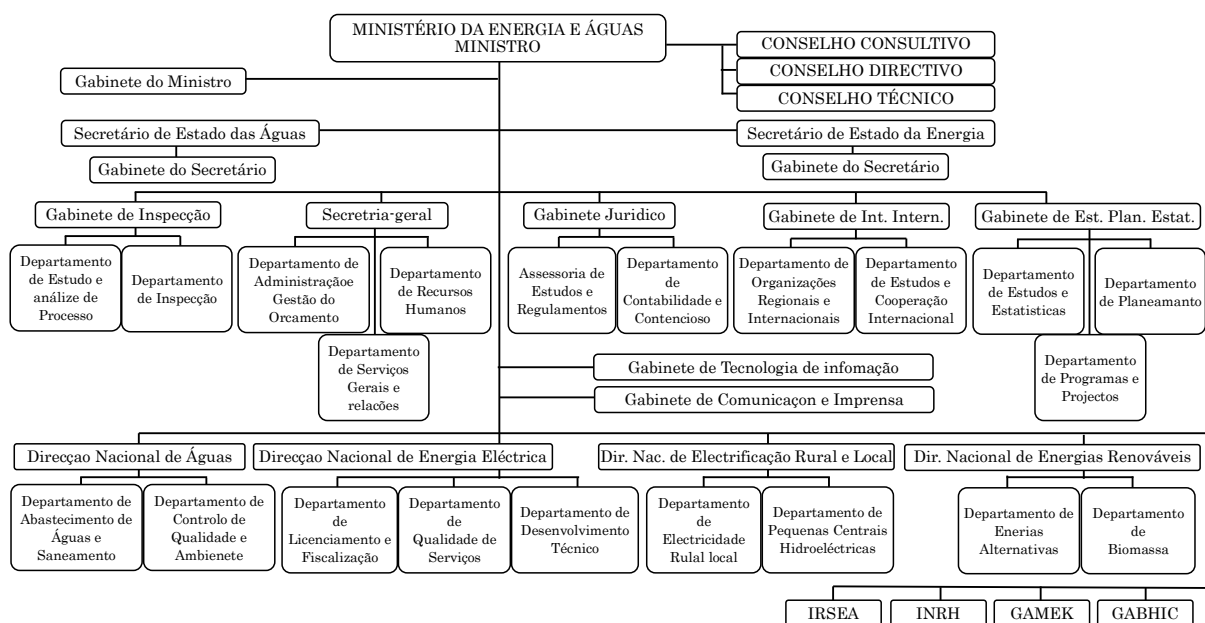 MINISTÉRIO DA ENERGIA E ÁGUAS
MINISTRO
CONSELHO CONSULTIVO
CONSELHO DIRECTIVO
CONSELHO TÉCNICO
Gabinete do Ministro
Secretário de Estado das Águas
Secretário de Estado da Energia
Gabinete do Secretário
Gabinete do Secretário
Gabinete de Inspecção
Secretria-geral
Gabinete Juridico
Gabinete de Int. Intern.
Gabinete de Est. Plan. Estat.
Departamento
de Estudo e
análize de
Processo
Departamento
de Inspecção
Departamento de
Administraçãoe
Gestão do
Orcamento
Departamento
de Recursos
Humanos
Departamento
de Serviços
Gerais e
relacões
Assessoria de
Estudos e
Regulamentos
Departamento
de
Contabilidade e
Contencioso
Departamento de
Organizações
Regionais e
Internacionais
Departamento
de Estudos e
Cooperação
Internacional
Departamento
de Estudos e
Estatisticas
Departamento
de Planeamanto
Departamento
de Programas e
Projectos
Gabinete de Tecnologia de infomação
Gabinete de Comunicaçon e Imprensa
Direcçao Nacional de Águas
Direcçao Nacional de Energia Eléctrica
Dir. Nac. de Electrificação Rural e Local
Dir. Nacional de Energias Renováveis
Departamento de
Abastecimento de
Águas e
Saneamento
Departamento de
Controlo de
Qualidade e
Ambienete
Departamento
de
Licenciamento e
Fiscalização
Departamento
de
Qualidade de
Serviços
Departamento de
Desenvolvimento
Técnico
Departamento
de
Electricidade
Rulal local
Departamento de
Pequenas Centrais
Hidroeléctricas
Departamento de
Enerias
Alternativas
Departamento
de
Biomassa
IRSEA
INRH
GAMEK
GABHIC